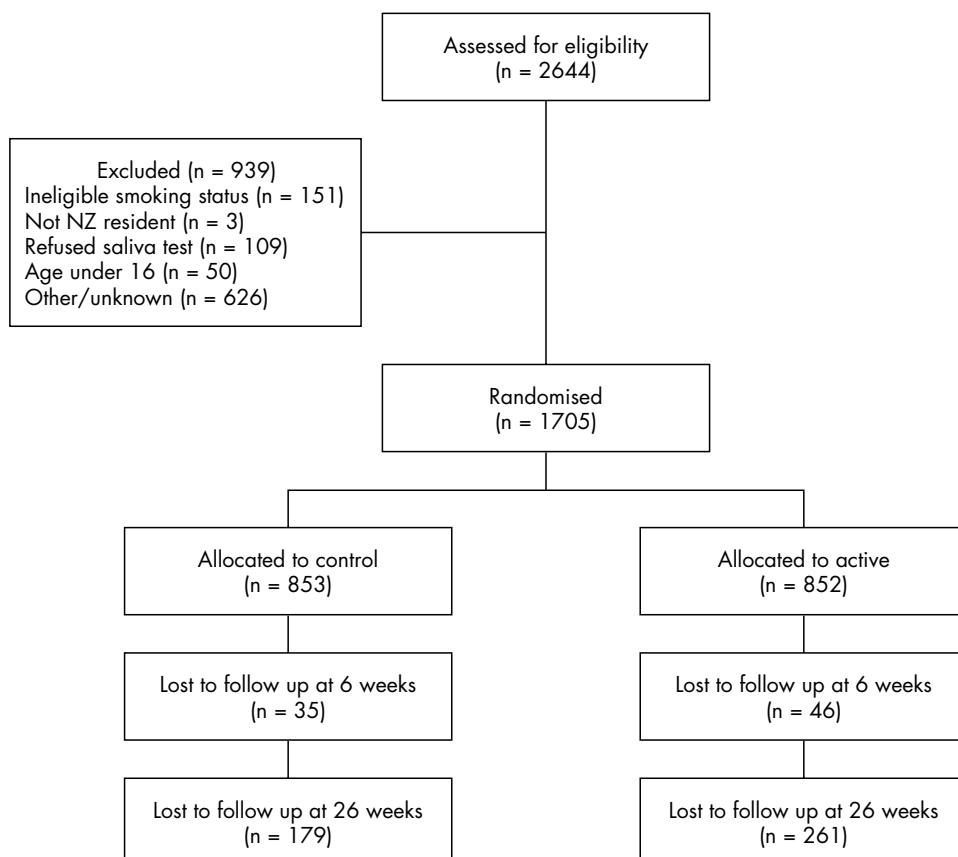 Assessed for eligibility
(n = 2644)
Excluded (n = 939)
Ineligible smoking status (n = 151)
Not NZ resident (n = 3)
Refused saliva test (n = 109)
Age under 16 (n = 50)
Other/unknown (n = 626)
Randomised
(n = 1705)
Allocated to control
(n = 853)
Allocated to active
(n = 852)
Lost to follow up at 6 weeks
(n = 35)
Lost to follow up at 6 weeks
(n = 46)
Lost to follow up at 26 weeks
(n = 179)
Lost to follow up at 26 weeks
(n = 261)